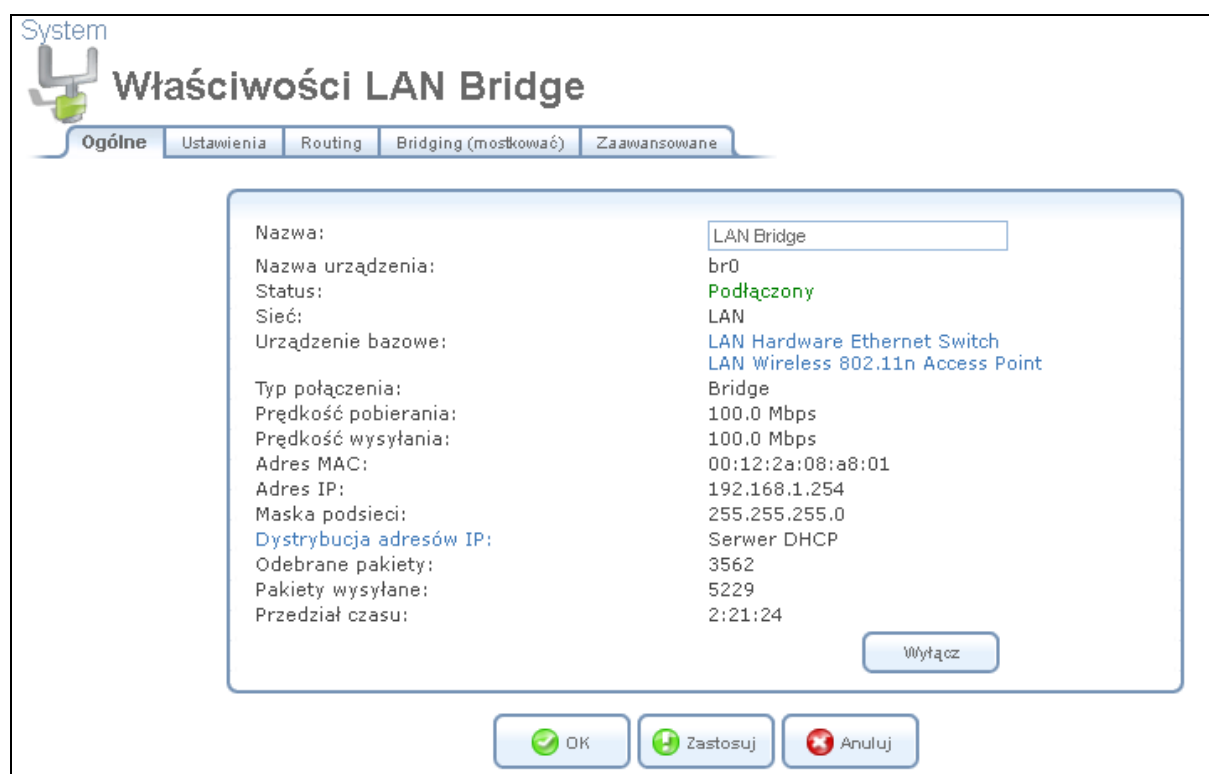 System
Właściwości LAN Bridge
Ogólne Ustawienia Routing Bridging (mostkować) Zaawansowane
Nazwa: LAN Bridge
Nazwa urządzenia: br0
Status: Podłączony
Sieć: LAN
Urządzenie bazowe: LAN Hardware Ethernet Switch
LAN Wireless 802.11n Access Point
Typ połączenia: Bridge
Prędkość pobierania: 100.0 Mbps
Prędkość wysyłania: 100.0 Mbps
Adres MAC: 00:12:2a:08:a8:01
Adres IP: 192.168.1.254
Maska podsieci: 255.255.255.0
Dystrybucja adresów IP: Serwer DHCP
Odebrane pakiety: 3562
Pakiety wysyłane: 5229
Przedział czasu: 2:21:24
Wyłącz
OK Zastosuj Anuluj